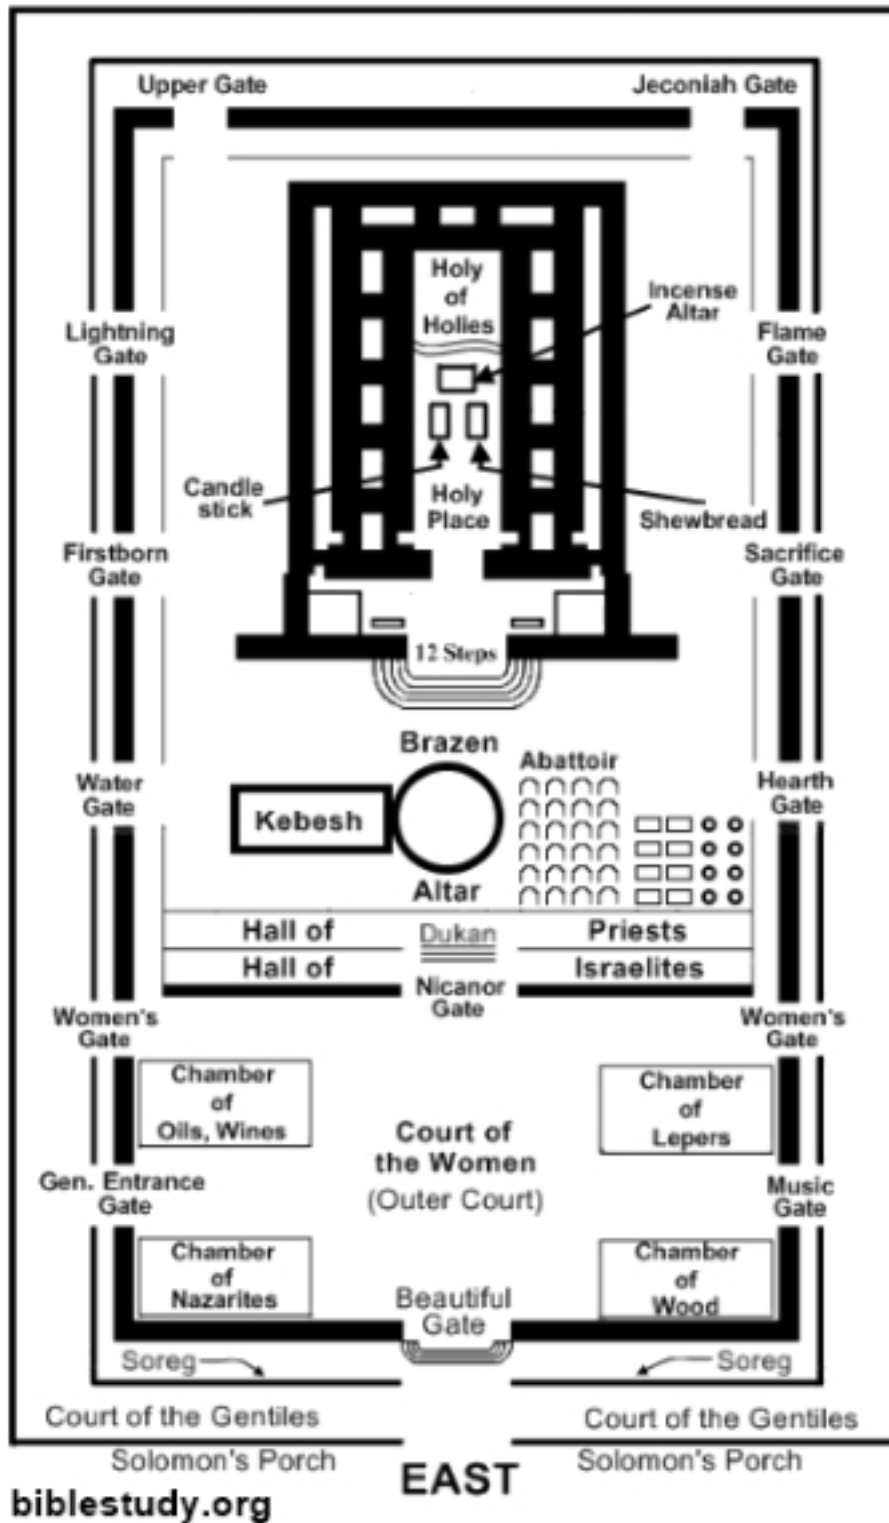 Upper Gate
Jeconiah Gate
Holy
of
Holies
Incense
Altar
Lightning
Gate
Flame
Gate
Candle
stick
Holy
Place
Shewbread
Firstborn
Gate
Sacrifice
Gate
12 Steps
Brazen
Abattoir
Water
Gate
Kebesh
Hearth
Gate
Altar
Hall of
Dukan
Priests
Hall of
Israelites
Nicanor
Gate
Women's
Gate
Women's
Gate
Chamber
of
Oils, Wines
Chamber
of
Lepers
Court of
the Women
(Outer Court)
Gen. Entrance
Gate
Music
Gate
Chamber
of
Nazarites
Chamber
of
Wood
Beautiful
Gate
Soreg
Soreg
Court of the Gentiles
Court of the Gentiles
Solomon's Porch
Solomon's Porch
EAST
biblestudy.org